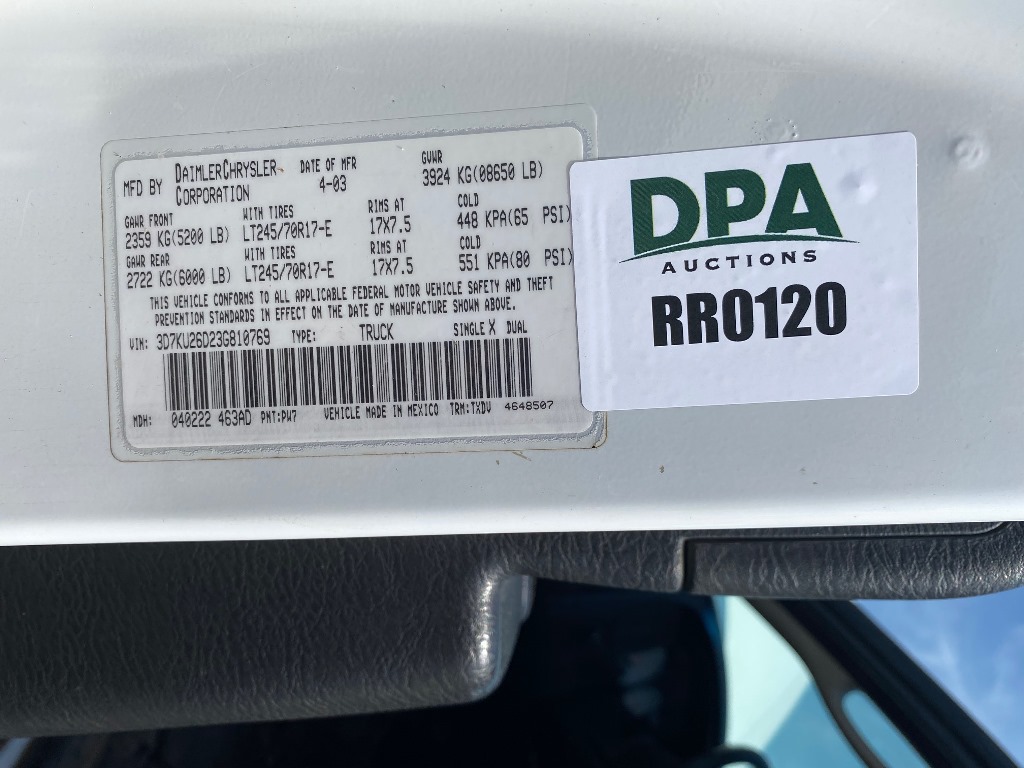 MFD BY DAIMLERCHRYSLER CORPORATION
DATE OF MFR 4-03
GVWR 3924 KG(08650 LB)
GAWR FRONT WITH TIRES RIMS AT COLD
2359 KG(5200 LB) LT245/70R17-E 17X7.5 448 KPA(65 PSI)
GAWR REAR WITH TIRES RIMS AT COLD
2722 KG(6000 LB) LT245/70R17-E 17X7.5 551 KPA(80 PSI)
THIS VEHICLE CONFORMS TO ALL APPLICABLE FEDERAL MOTOR VEHICLE SAFETY AND THEFT
PREVENTION STANDARDS IN EFFECT ON THE DATE OF MANUFACTURE SHOWN ABOVE.
VIN: 3D7KU26D23G810769 TYPE: TRUCK SINGLE X DUAL
MDH: 040222 463AD PNT:PW7 VEHICLE MADE IN MEXICO TRM:TXDV 4648507
DPA
AUCTIONS
RR0120